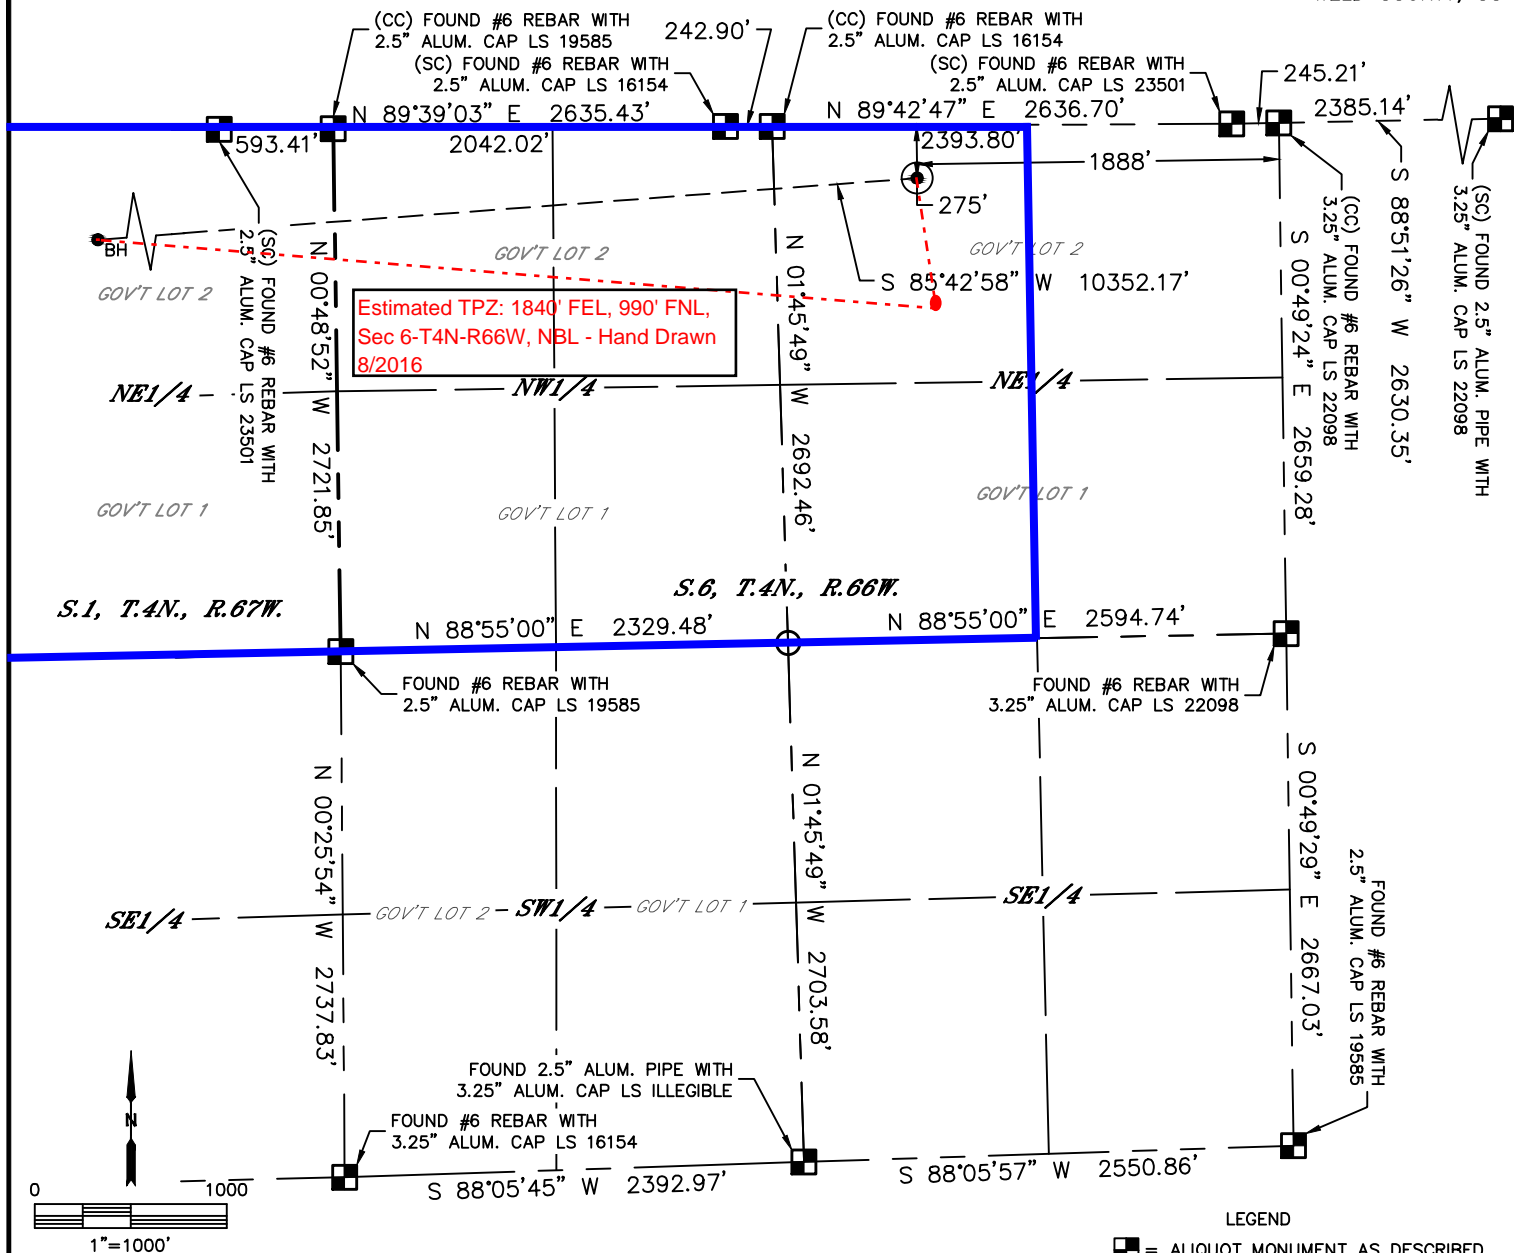 (CC) FOUND #6 REBAR WITH
2.5" ALUM. CAP LS 19585
242.90'
(CC) FOUND #6 REBAR WITH
2.5" ALUM. CAP LS 16154
(SC) FOUND #6 REBAR WITH
2.5" ALUM. CAP LS 16154
(SC) FOUND #6 REBAR WITH
2.5" ALUM. CAP LS 23501
245.21'
N 89°39'03" E 2635.43'
N 89°42'47" E 2636.70'
2385.14'
593.41'
2042.02'
2393.80'
1888'
275'
BH
GOV'T LOT 2
GOV'T LOT 2
GOV'T LOT 2
S 85°42'58" W 10352.17'
Estimated TPZ: 1840' FEL, 990' FNL,
Sec 6-T4N-R66W, NBL - Hand Drawn
8/2016
(SC) FOUND #6 REBAR WITH
2.5" ALUM. CAP LS 23501
N 00°48'52" W 2721.85'
N 01°45'49" W 2692.46'
S 00°49'24" E 2659.28'
(CC) FOUND #6 REBAR WITH
3.25" ALUM. CAP LS 22098
S 88°51'26" W 2630.35'
(SC) FOUND 2.5" ALUM. PIPE WITH
3.25" ALUM. CAP LS 22098
NE1/4
NW1/4
NE1/4
GOV'T LOT 1
GOV'T LOT 1
GOV'T LOT 1
S.1, T.4N., R.67W.
S.6, T.4N., R.66W.
N 88°55'00" E 2329.48'
N 88°55'00" E 2594.74'
FOUND #6 REBAR WITH
2.5" ALUM. CAP LS 19585
FOUND #6 REBAR WITH
3.25" ALUM. CAP LS 22098
N 00°25'54" W 2737.83'
N 01°45'49" W 2703.58'
S 00°49'29" E 2667.03'
FOUND #6 REBAR WITH
2.5" ALUM. CAP LS 19585
SE1/4
GOV'T LOT 2
SW1/4
GOV'T LOT 1
SE1/4
FOUND 2.5" ALUM. PIPE WITH
3.25" ALUM. CAP LS ILLEGIBLE
FOUND #6 REBAR WITH
3.25" ALUM. CAP LS 16154
S 88°05'45" W 2392.97'
S 88°05'57" W 2550.86'
N
0 1000
1"=1000'
LEGEND
= ALIQUOT MONUMENT AS DESCRIBED